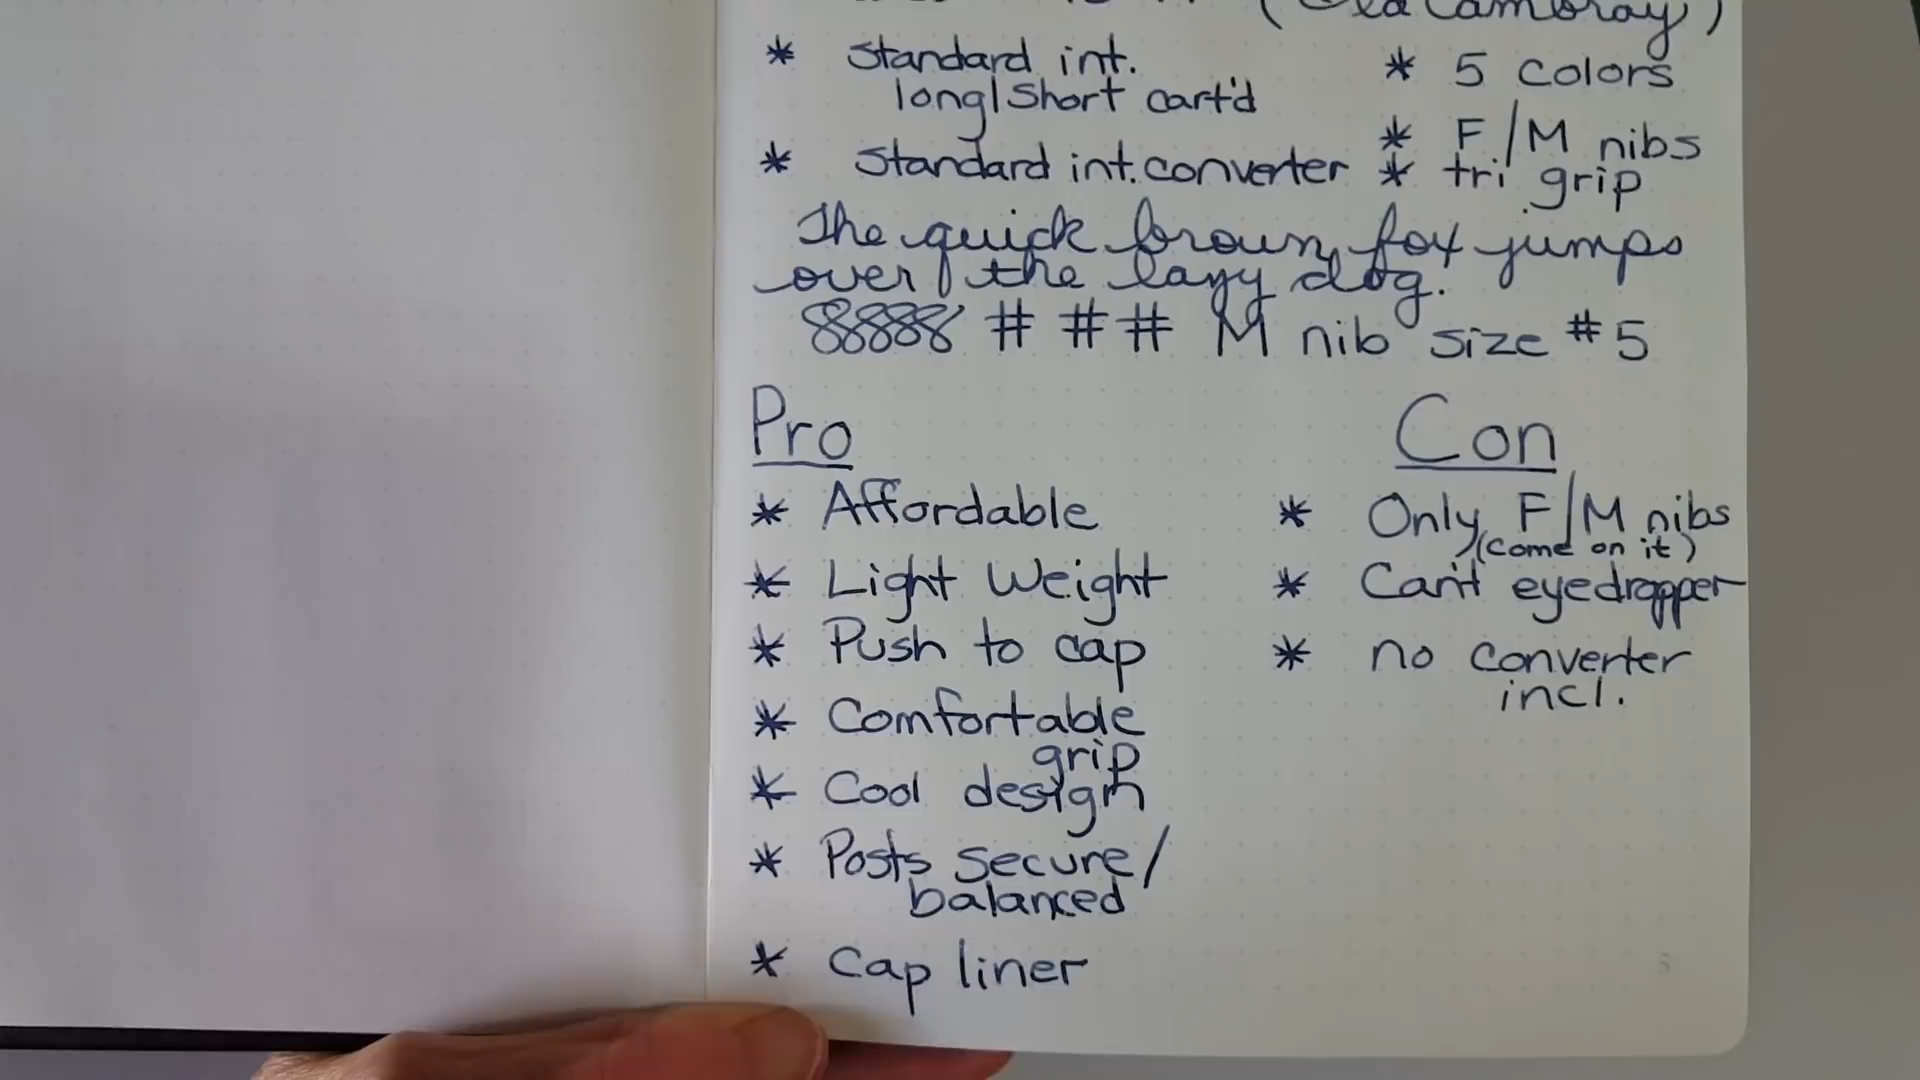 * Standard int.
long/Short cart'd
* Standard int. converter
* 5 colors
* F/M nibs
* tri grip
The quick brown fox jumps
over the lazy dog.
88888 # # # M nib size #5
Pro
* Affordable
* Light Weight
* Push to cap
* Comfortable
grip
* Cool design
* Posts secure/
balanced
* Cap liner
Con
* Only F/M nibs
(come on it)
* Can't eyedropper
* no converter
incl.
5